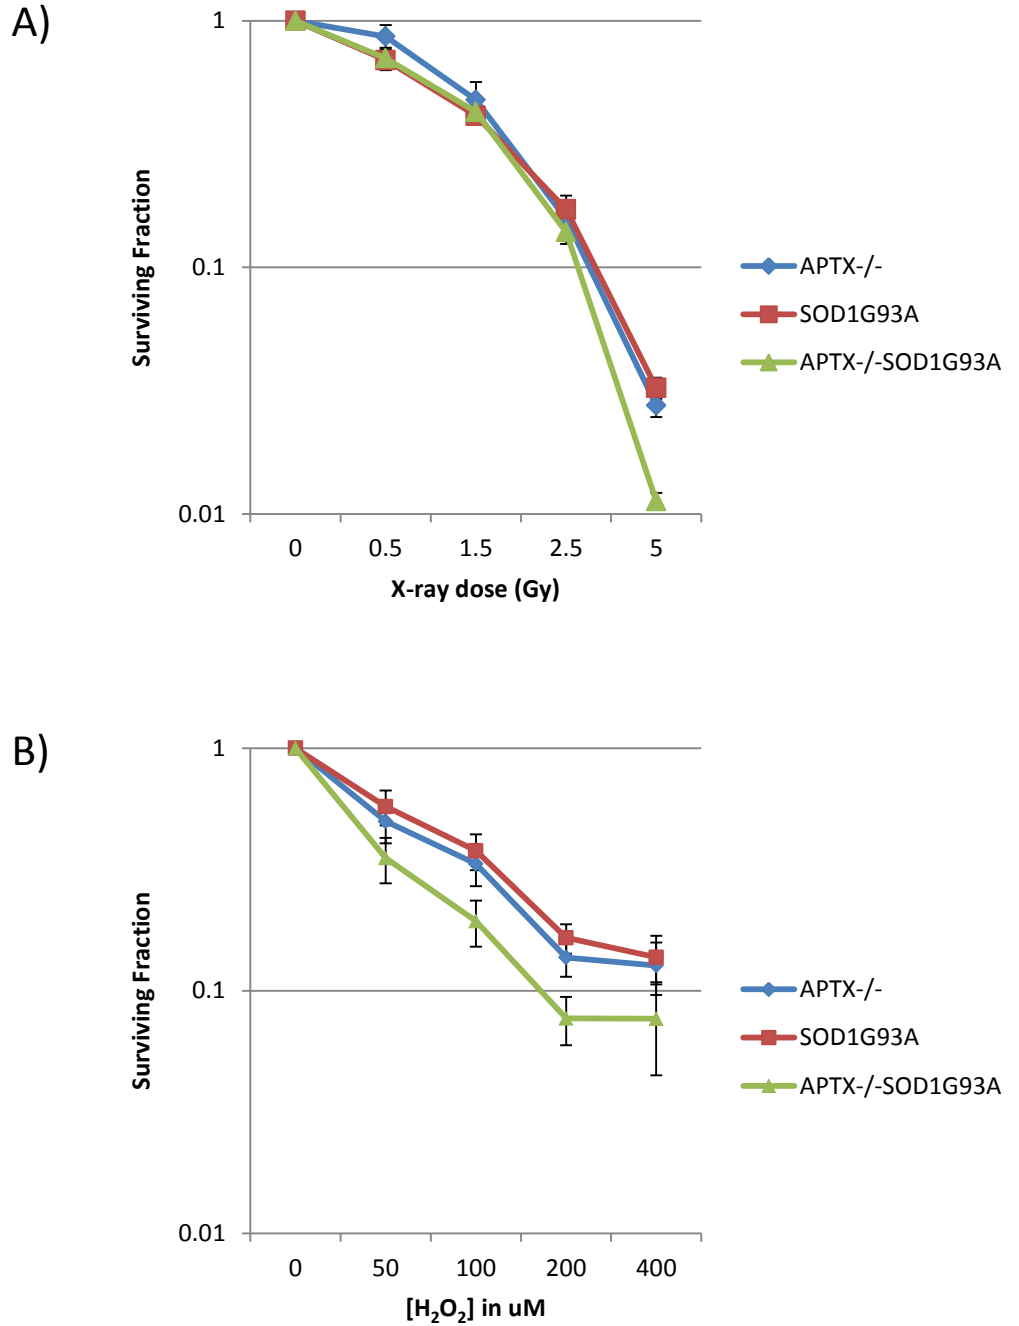 A)
Surviving Fraction
1
0.1
0.01
0 0.5 1.5 2.5 5
X-ray dose (Gy)
APTX-/-
SOD1G93A
APTX-/-SOD1G93A
B)
Surviving Fraction
1
0.1
0.01
0 50 100 200 400
[H₂O₂] in uM
APTX-/-
SOD1G93A
APTX-/-SOD1G93A